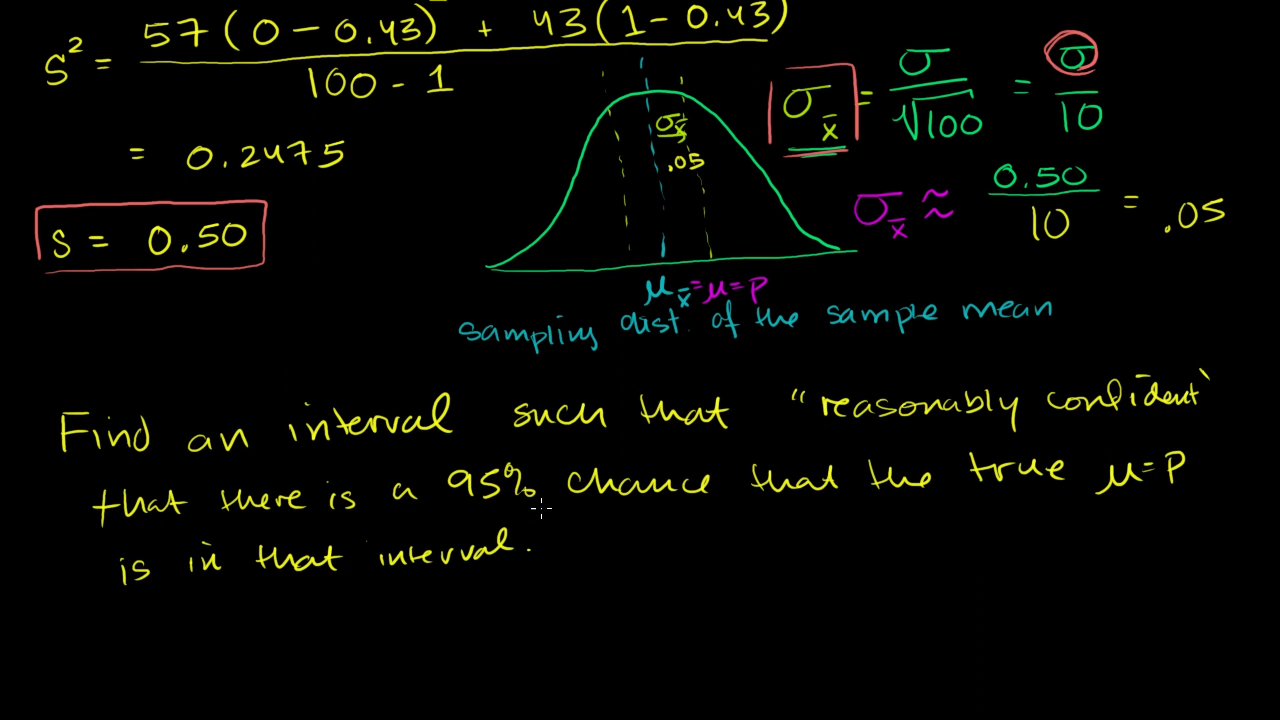 s² = 57(0 - 0.43)² + 43(1 - 0.43)
100 - 1
= 0.2475
s = 0.50
σx̄ = σ/√100 = σ/10
σx̄
.05
σx̄ ≈ 0.50/10 = .05
μx̄ = μ = p
sampling dist. of the sample mean
Find an interval such that "reasonably confident"
that there is a 95% chance that the true μ = p
is in that interval.